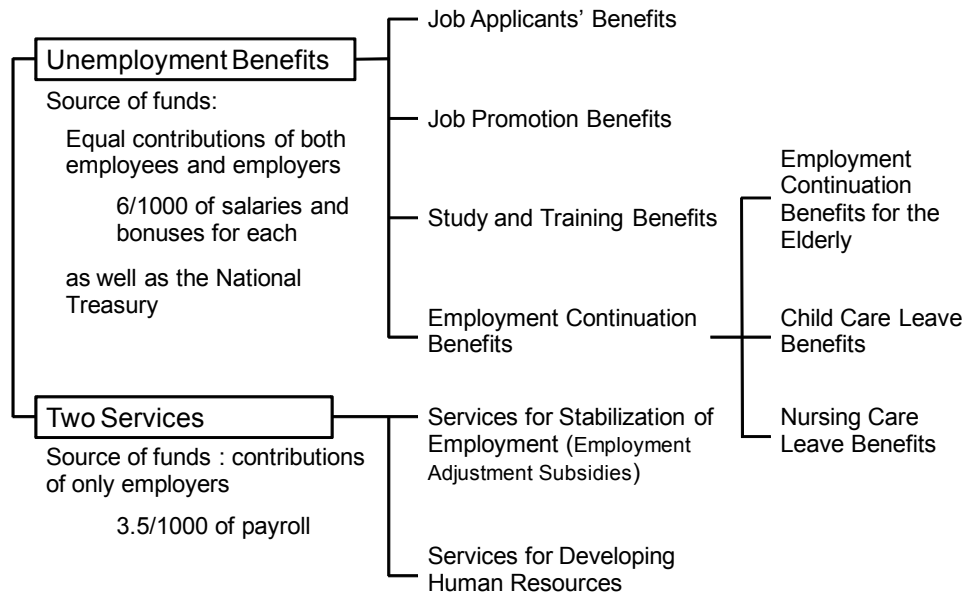 Unemployment Benefits
Source of funds:
Equal contributions of both
employees and employers
6/1000 of salaries and
bonuses for each
as well as the National
Treasury
Job Applicants’ Benefits
Job Promotion Benefits
Study and Training Benefits
Employment Continuation
Benefits
Employment
Continuation
Benefits for the
Elderly
Child Care Leave
Benefits
Nursing Care
Leave Benefits
Two Services
Source of funds : contributions
of only employers
3.5/1000 of payroll
Services for Stabilization of
Employment (Employment
Adjustment Subsidies)
Services for Developing
Human Resources